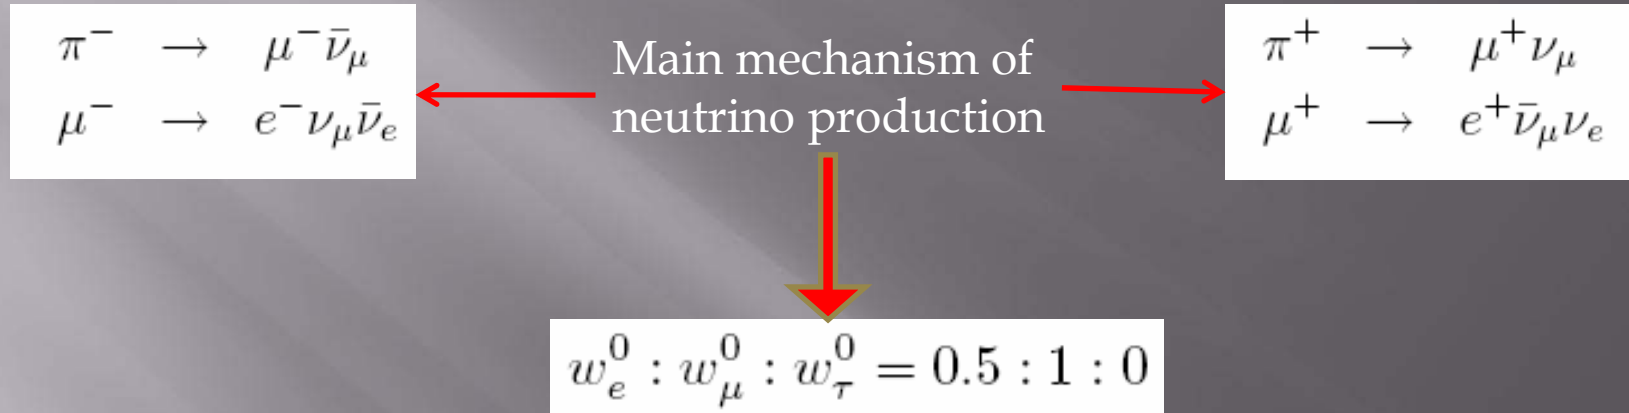 π⁻ → μ⁻ν̄_μ
μ⁻ → e⁻ν_μν̄_e
Main mechanism of
neutrino production
π⁺ → μ⁺ν_μ
μ⁺ → e⁺ν̄_μν_e
w_e^0 : w_μ^0 : w_τ^0 = 0.5 : 1 : 0